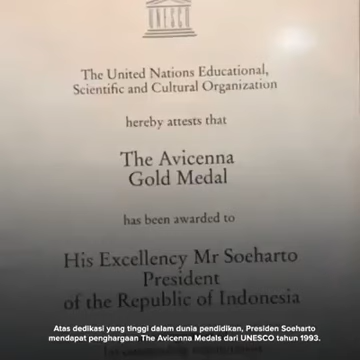 UNESCO
The United Nations Educational,
Scientific and Cultural Organization
hereby attests that
The Avicenna
Gold Medal
has been awarded to
His Excellency Mr Soeharto
President
of the Republic of Indonesia
Atas dedikasi yang tinggi dalam dunia pendidikan, Presiden Soeharto
mendapat penghargaan The Avicenna Medals dari UNESCO tahun 1993.